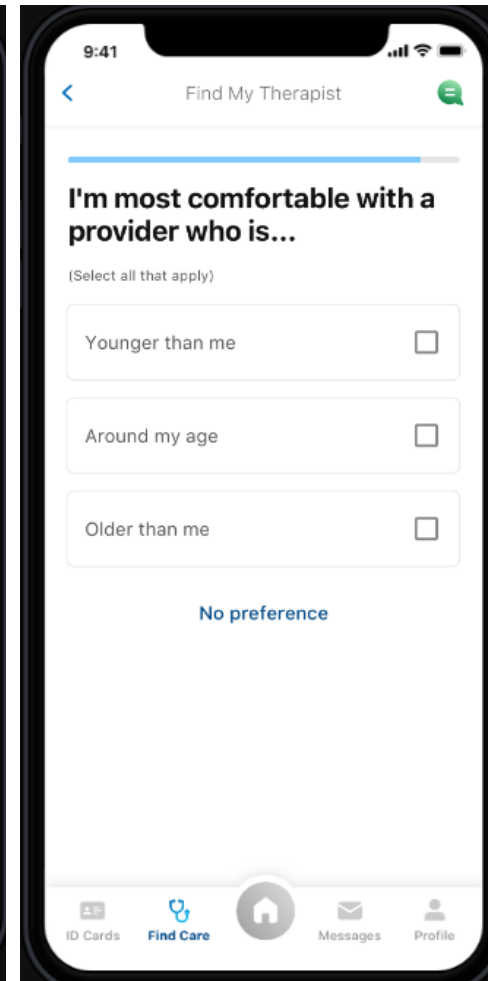 9:41
Find My Therapist
I'm most comfortable with a
provider who is...
(Select all that apply)
Younger than me
Around my age
Older than me
No preference
ID Cards Find Care Messages Profile